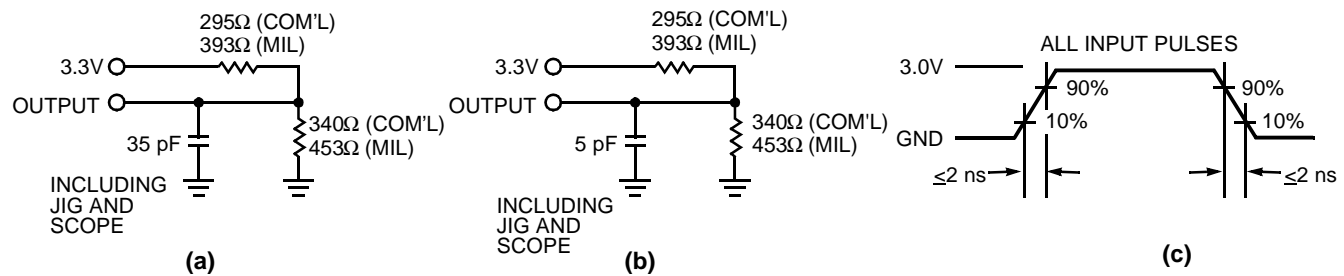 295Ω (COM'L)
393Ω (MIL)
3.3V
OUTPUT
35 pF
340Ω (COM'L)
453Ω (MIL)
INCLUDING
JIG AND
SCOPE
(a)
295Ω (COM'L)
393Ω (MIL)
3.3V
OUTPUT
5 pF
340Ω (COM'L)
453Ω (MIL)
INCLUDING
JIG AND
SCOPE
(b)
ALL INPUT PULSES
3.0V
90%
10%
GND
90%
10%
≤2 ns
≤2 ns
(c)